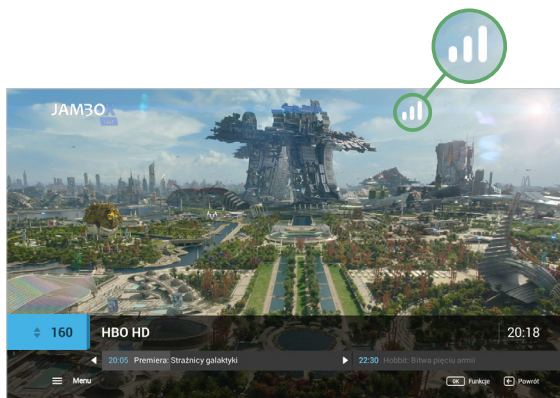 JAMBOX
160 HBO HD 20:18
20:05 Premiera: Strażnicy galaktyki 22:30 Hobbit: Bitwa pięciu armii
Menu OK Funkcje Powrót